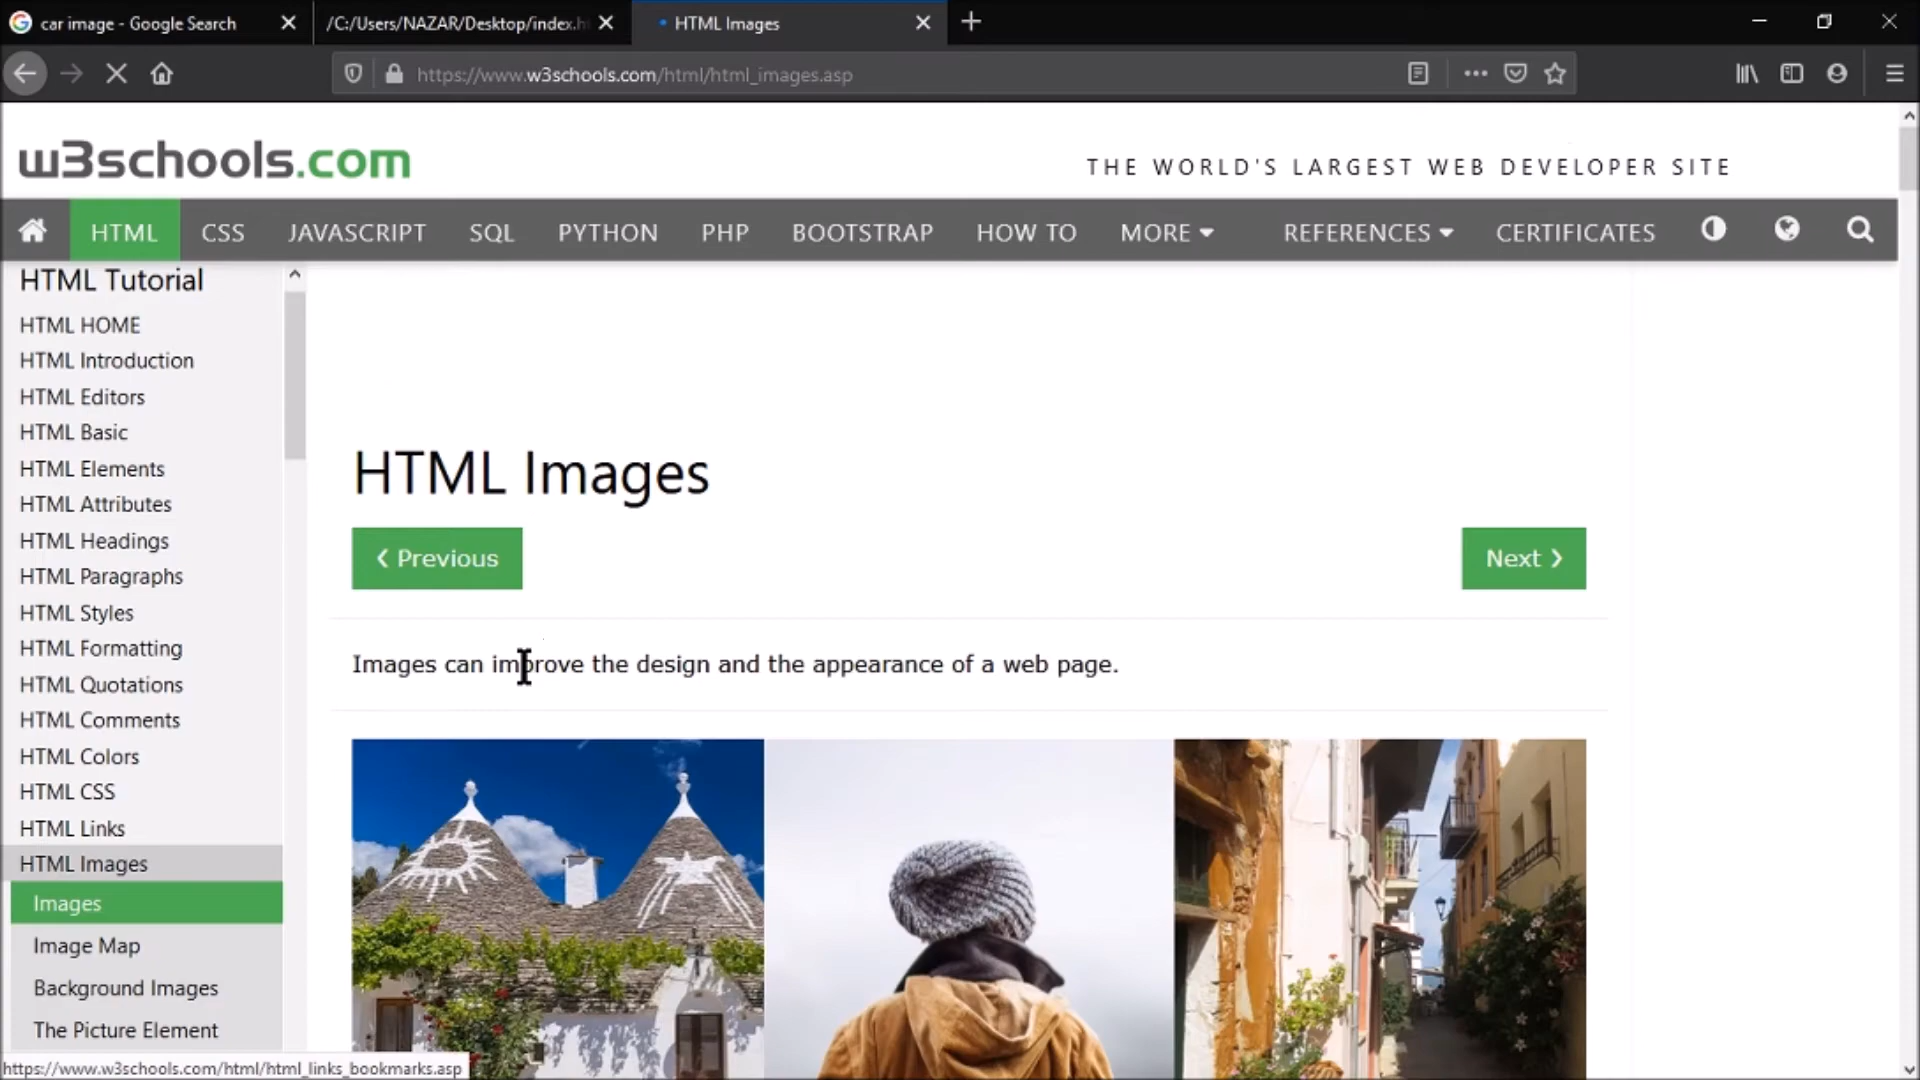 car image - Google Search
/C:/Users/NAZAR/Desktop/index.h
HTML Images
https://www.w3schools.com/html/html_images.asp
w3schools.com
THE WORLD'S LARGEST WEB DEVELOPER SITE
HTML CSS JAVASCRIPT SQL PYTHON PHP BOOTSTRAP HOW TO MORE REFERENCES CERTIFICATES
HTML Tutorial
HTML HOME
HTML Introduction
HTML Editors
HTML Basic
HTML Elements
HTML Attributes
HTML Headings
HTML Paragraphs
HTML Styles
HTML Formatting
HTML Quotations
HTML Comments
HTML Colors
HTML CSS
HTML Links
HTML Images
Images
Image Map
Background Images
The Picture Element
HTML Images
❮ Previous
Next ❯
Images can improve the design and the appearance of a web page.
https://www.w3schools.com/html/html_links_bookmarks.asp